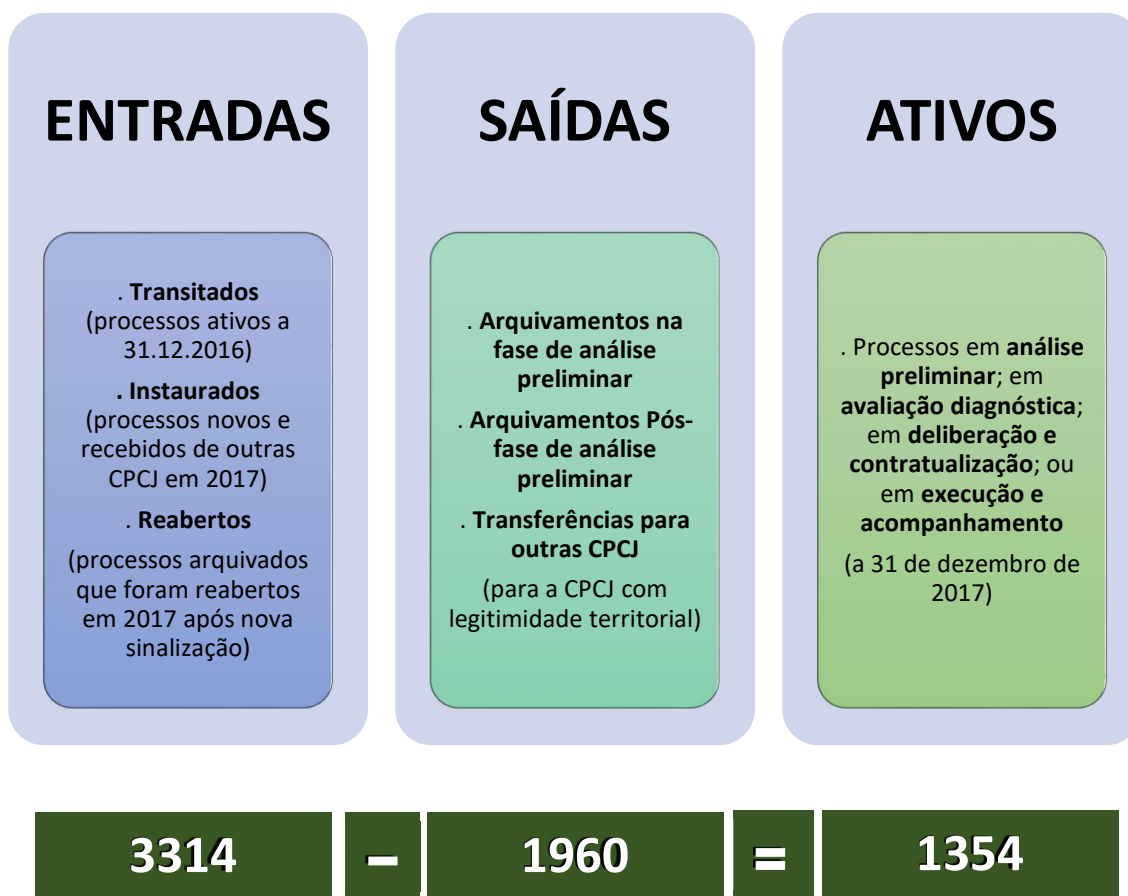 ENTRADAS
. Transitados
(processos ativos a
31.12.2016)
. Instaurados
(processos novos e
recebidos de outras
CPCJ em 2017)
. Reabertos
(processos arquivados
que foram reabertos
em 2017 após nova
sinalização)
SAÍDAS
. Arquivamentos na
fase de análise
preliminar
. Arquivamentos Pós-
fase de análise
preliminar
. Transferências para
outras CPCJ
(para a CPCJ com
legitimidade territorial)
ATIVOS
. Processos em análise
preliminar; em
avaliação diagnóstica;
em deliberação e
contratualização; ou
em execução e
acompanhamento
(a 31 de dezembro de
2017)
3314 – 1960 = 1354